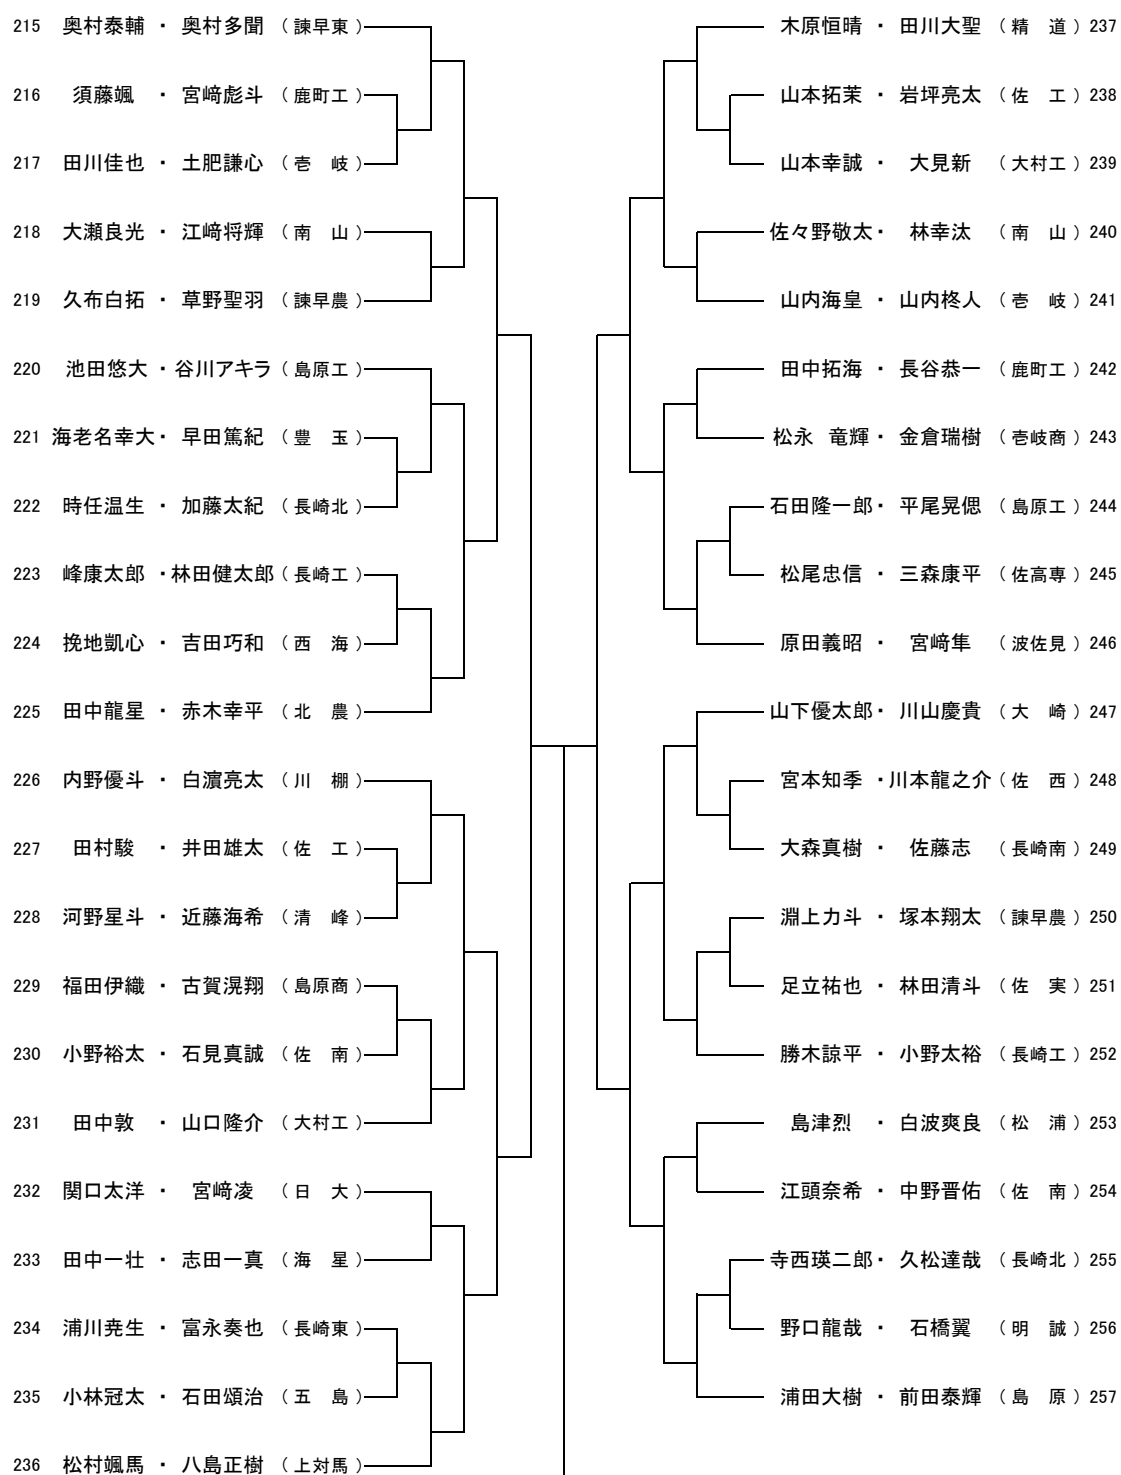 215 奥村泰輔 ・ 奥村多聞 （ 諫早東 ）
216 須藤颯 ・ 宮﨑彪斗 （ 鹿町工 ）
217 田川佳也 ・ 土肥謙心 （ 壱 岐 ）
218 大瀬良光 ・ 江﨑将輝 （ 南 山 ）
219 久布白拓 ・ 草野聖羽 （ 諫早農 ）
220 池田悠大 ・ 谷川アキラ （ 島原工 ）
221 海老名幸大 ・ 早田篤紀 （ 豊 玉 ）
222 時任温生 ・ 加藤太紀 （ 長崎北 ）
223 峰康太郎 ・ 林田健太郎 （ 長崎工 ）
224 挽地凱心 ・ 吉田巧和 （ 西 海 ）
225 田中龍星 ・ 赤木幸平 （ 北 農 ）
226 内野優斗 ・ 白濵亮太 （ 川 棚 ）
227 田村駿 ・ 井田雄太 （ 佐 工 ）
228 河野星斗 ・ 近藤海希 （ 清 峰 ）
229 福田伊織 ・ 古賀滉翔 （ 島原商 ）
230 小野裕太 ・ 石見真誠 （ 佐 南 ）
231 田中敦 ・ 山口隆介 （ 大村工 ）
232 関口太洋 ・ 宮﨑凌 （ 日 大 ）
233 田中一壮 ・ 志田一真 （ 海 星 ）
234 浦川尭生 ・ 富永奏也 （ 長崎東 ）
235 小林冠太 ・ 石田頌治 （ 五 島 ）
236 松村颯馬 ・ 八島正樹 （ 上対馬 ）
木原恒晴 ・ 田川大聖 （ 精 道 ） 237
山本拓茉 ・ 岩坪亮太 （ 佐 工 ） 238
山本幸誠 ・ 大見新 （ 大村工 ） 239
佐々野敬太 ・ 林幸汰 （ 南 山 ） 240
山内海皇 ・ 山内柊人 （ 壱 岐 ） 241
田中拓海 ・ 長谷恭一 （ 鹿町工 ） 242
松永 竜輝 ・ 金倉瑞樹 （ 壱岐商 ） 243
石田隆一郎 ・ 平尾晃偲 （ 島原工 ） 244
松尾忠信 ・ 三森康平 （ 佐高専 ） 245
原田義昭 ・ 宮﨑隼 （ 波佐見 ） 246
山下優太郎 ・ 川山慶貴 （ 大 崎 ） 247
宮本知季 ・ 川本龍之介 （ 佐 西 ） 248
大森真樹 ・ 佐藤志 （ 長崎南 ） 249
淵上力斗 ・ 塚本翔太 （ 諫早農 ） 250
足立祐也 ・ 林田清斗 （ 佐 実 ） 251
勝木諒平 ・ 小野太裕 （ 長崎工 ） 252
島津烈 ・ 白波爽良 （ 松 浦 ） 253
江頭奈希 ・ 中野晋佑 （ 佐 南 ） 254
寺西瑛二郎 ・ 久松達哉 （ 長崎北 ） 255
野口龍哉 ・ 石橋翼 （ 明 誠 ） 256
浦田大樹 ・ 前田泰輝 （ 島 原 ） 257